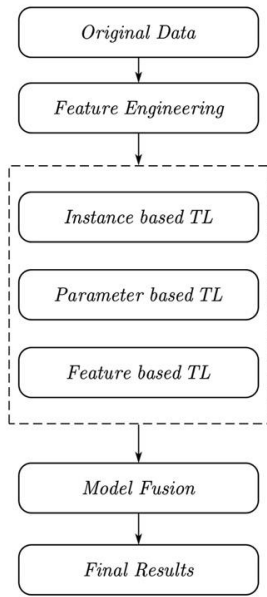 Original Data
Feature Engineering
Instance based TL
Parameter based TL
Feature based TL
Model Fusion
Final Results